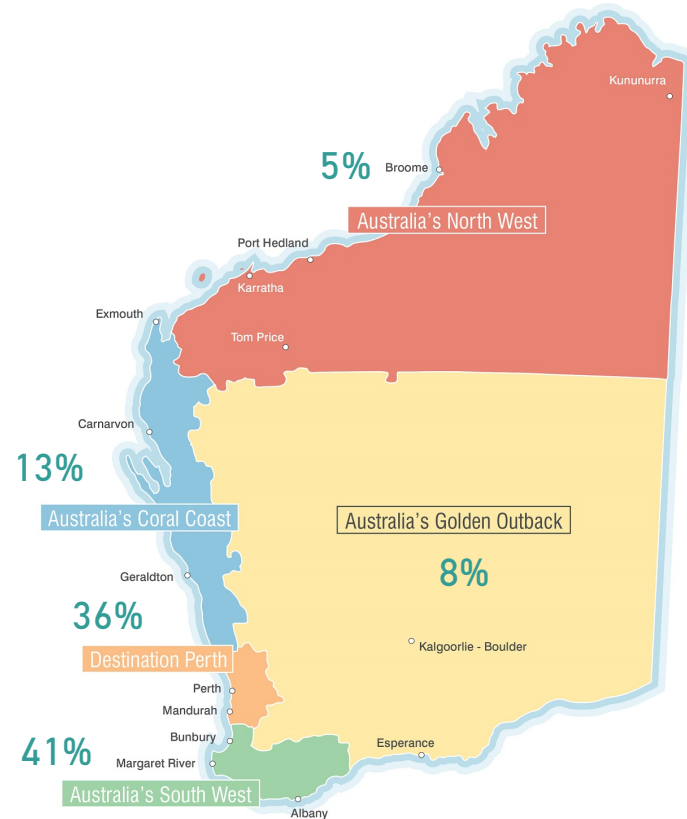 Kununurra
5%
Broome
Australia's North West
Port Hedland
Karratha
Exmouth
Tom Price
Carnarvon
13%
Australia's Coral Coast
Australia's Golden Outback
8%
Geraldton
36%
Kalgoorlie - Boulder
Destination Perth
Perth
Mandurah
Bunbury
41%
Esperance
Margaret River
Australia's South West
Albany